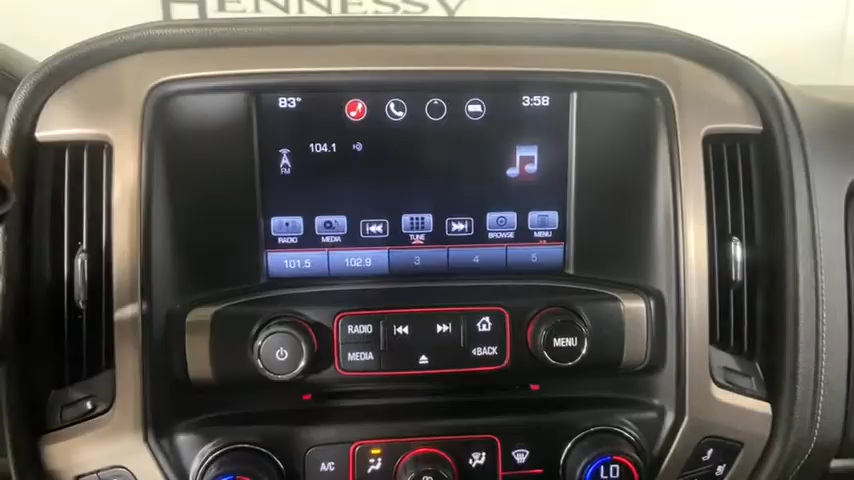 HENNESSY
83°
3:58
104.1
FM
RADIO
MEDIA
TUNE
BROWSE
MENU
101.5
102.9
3
4
5
RADIO
MEDIA
BACK
MENU
A/C
LO